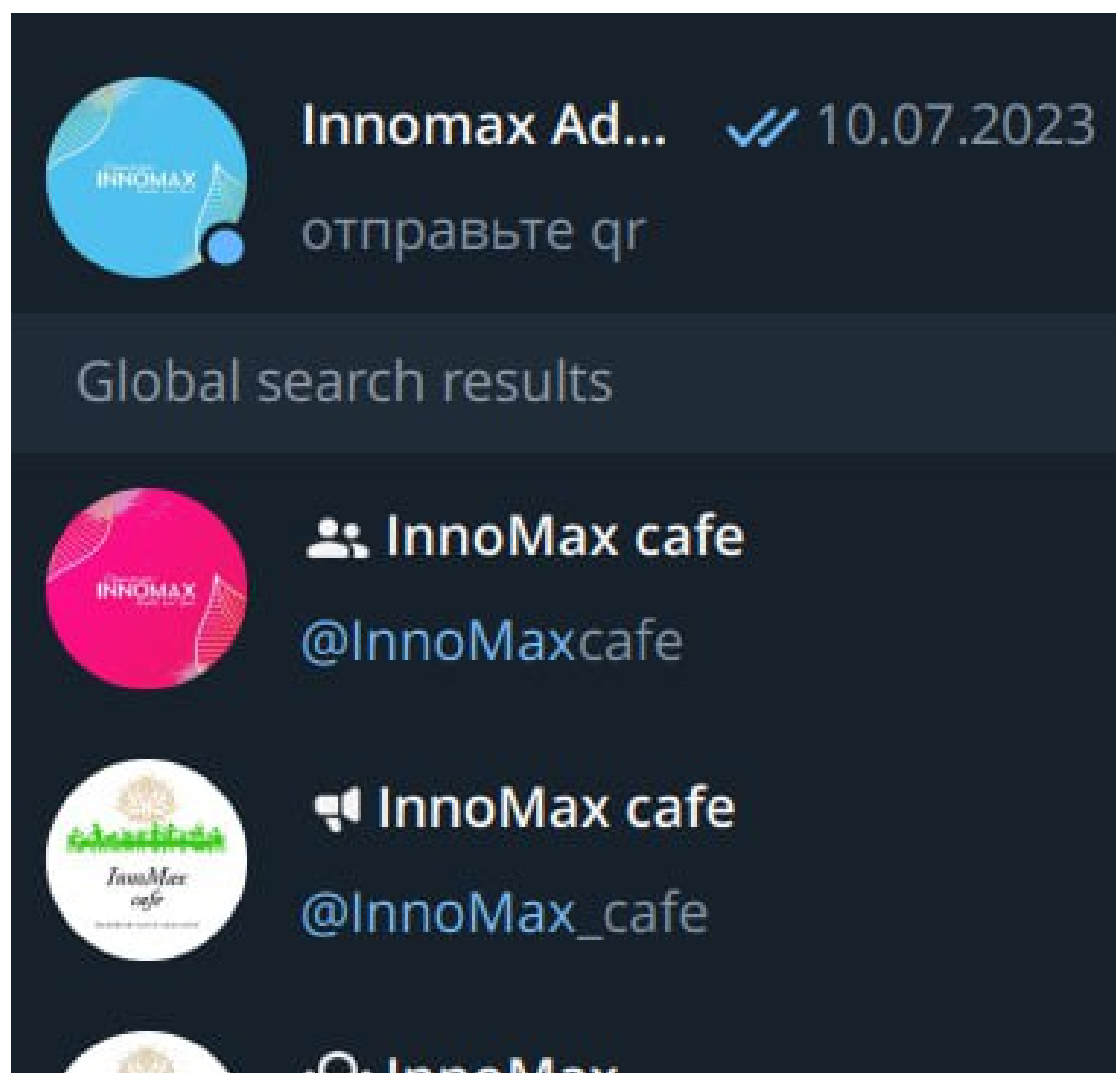 Innomax Ad... 10.07.2023
отправьте qr
INNOMAX
Global search results
InnoMax cafe
INNOMAX
@InnoMaxcafe
InnoMax cafe
InnoMax
cafe
@InnoMax_cafe
InnoMax